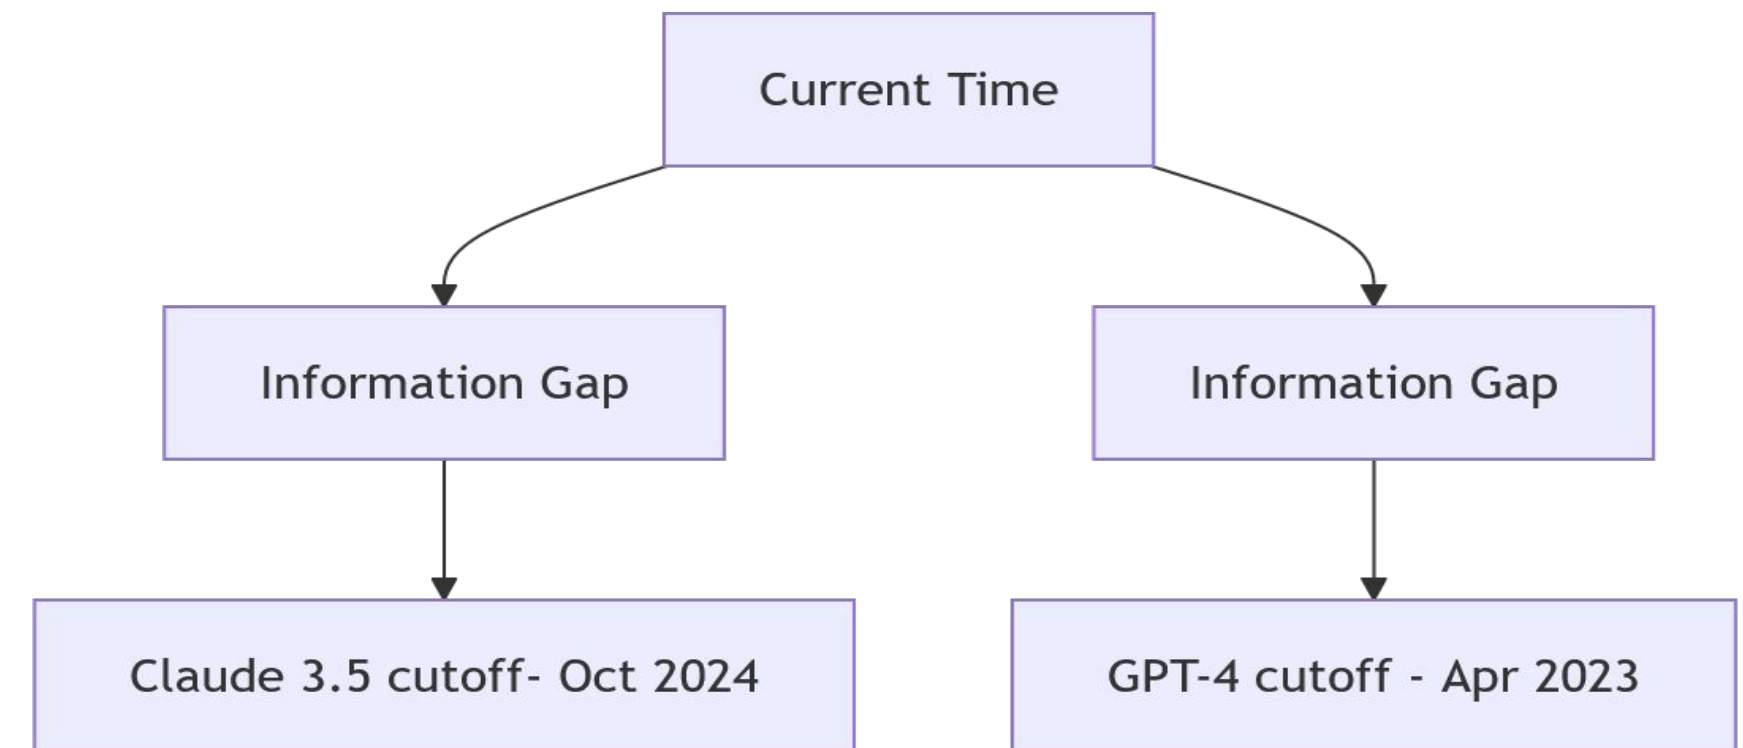 Current Time
Information Gap
Information Gap
Claude 3.5 cutoff- Oct 2024
GPT-4 cutoff - Apr 2023